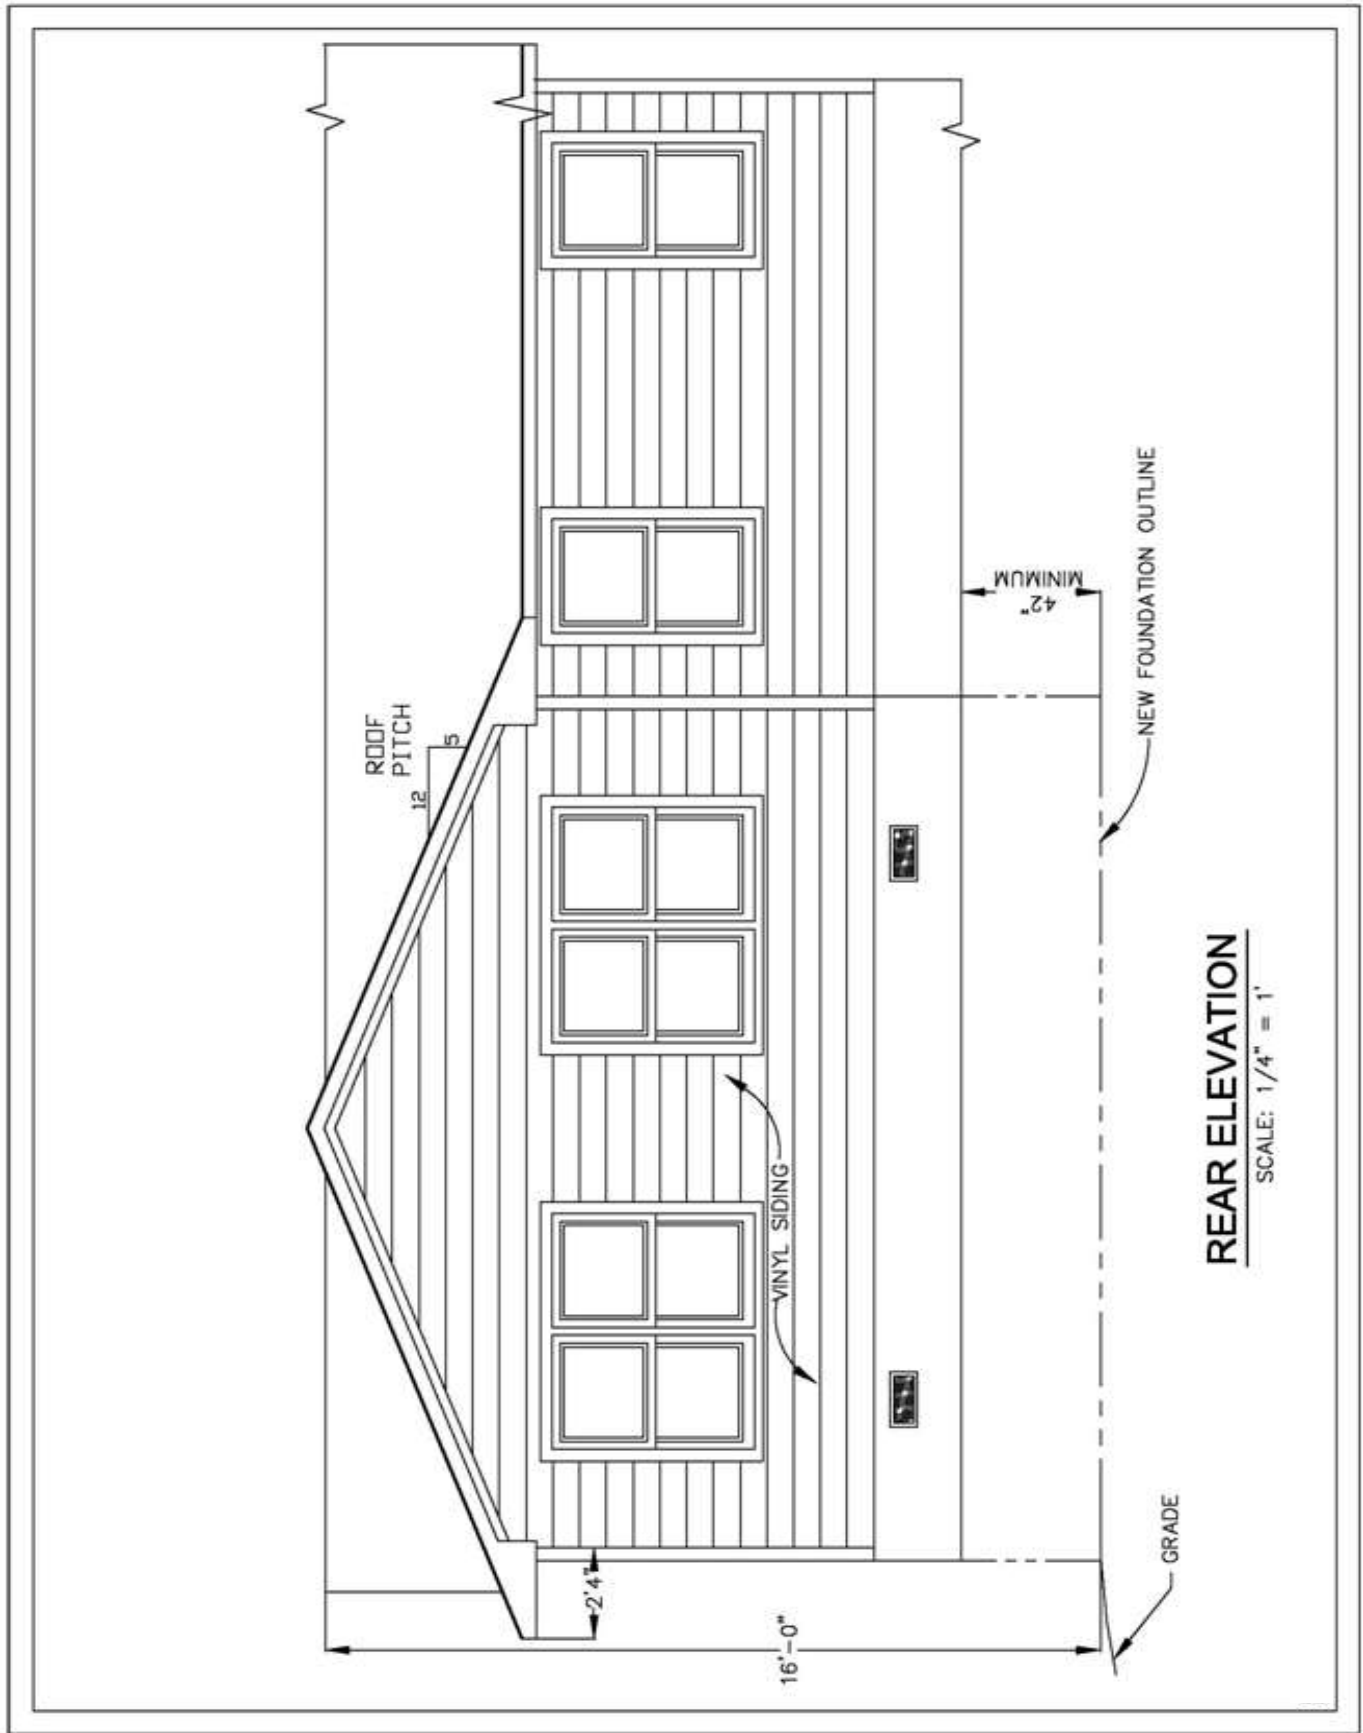 ROOF
PITCH
12
5
2'4"
16'-0"
VINYL SIDING
42"
MINIMUM
NEW FOUNDATION OUTLINE
GRADE
REAR ELEVATION
SCALE: 1/4" = 1'